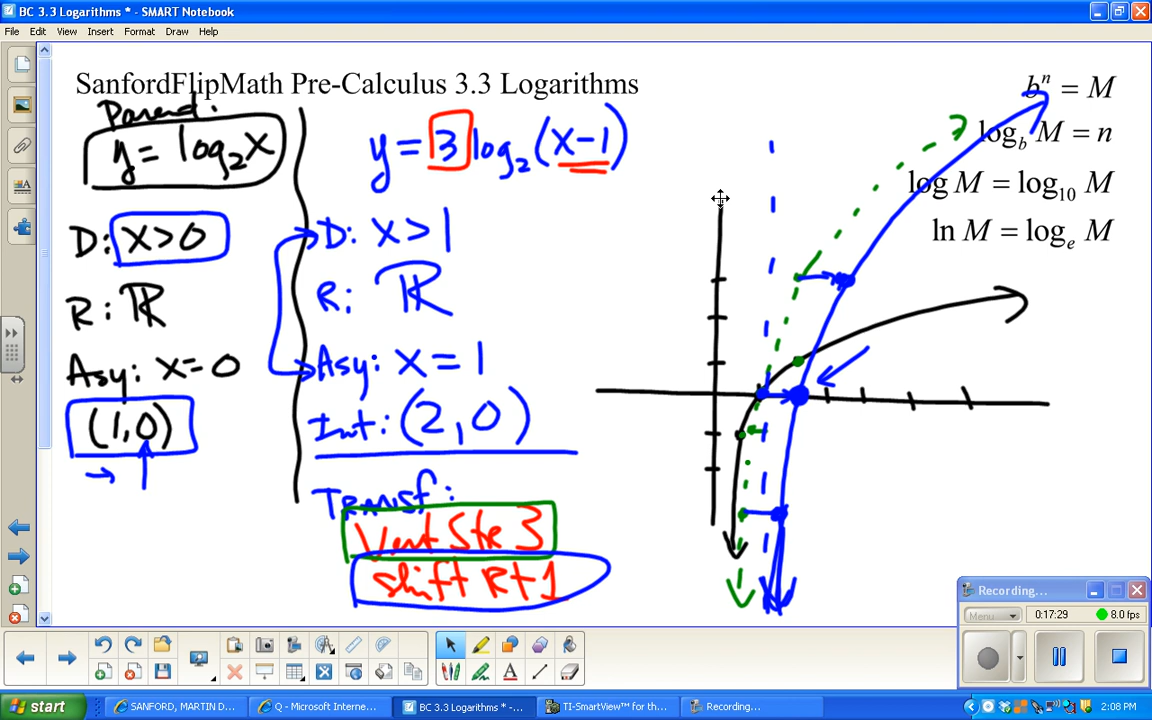 BC 3.3 Logarithms * - SMART Notebook
File Edit View Insert Format Draw Help
SanfordFlipMath Pre-Calculus 3.3 Logarithms
Parent:
y = log₂x
D: x>0
R: ℝ
Asy: x=0
(1,0)
y = 3 log₂(x-1)
D: x>1
R: ℝ
Asy: x=1
Int: (2,0)
Transf:
Vert Str 3
shift Rt 1
bⁿ = M
log_b M = n
log M = log₁₀ M
ln M = logₑ M
Recording...
Menu
0:17:29
8.0 fps
start
SANFORD, MARTIN D...
Q - Microsoft Interne...
BC 3.3 Logarithms * -...
TI-SmartView™ for th...
Recording...
2:08 PM